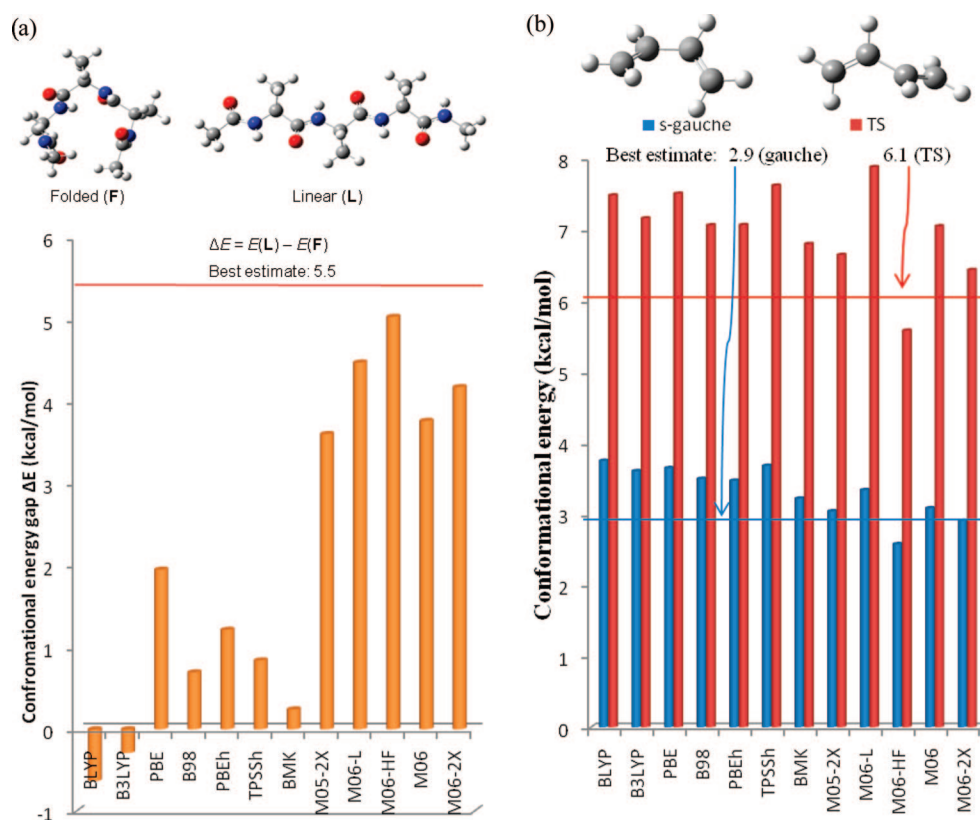 (a)
Folded (F)
Linear (L)
ΔE = E(L) – E(F)
Best estimate: 5.5
Confromational energy gap ΔE (kcal/mol)
6
5
4
3
2
1
0
-1
BLYP
B3LYP
PBE
B98
PBEh
TPSSh
BMK
M05-2X
M06-L
M06-HF
M06
M06-2X
(b)
s-gauche
TS
Best estimate: 2.9 (gauche) 6.1 (TS)
Conformational energy (kcal/mol)
8
7
6
5
4
3
2
1
0
BLYP
B3LYP
PBE
B98
PBEh
TPSSh
BMK
M05-2X
M06-L
M06-HF
M06
M06-2X